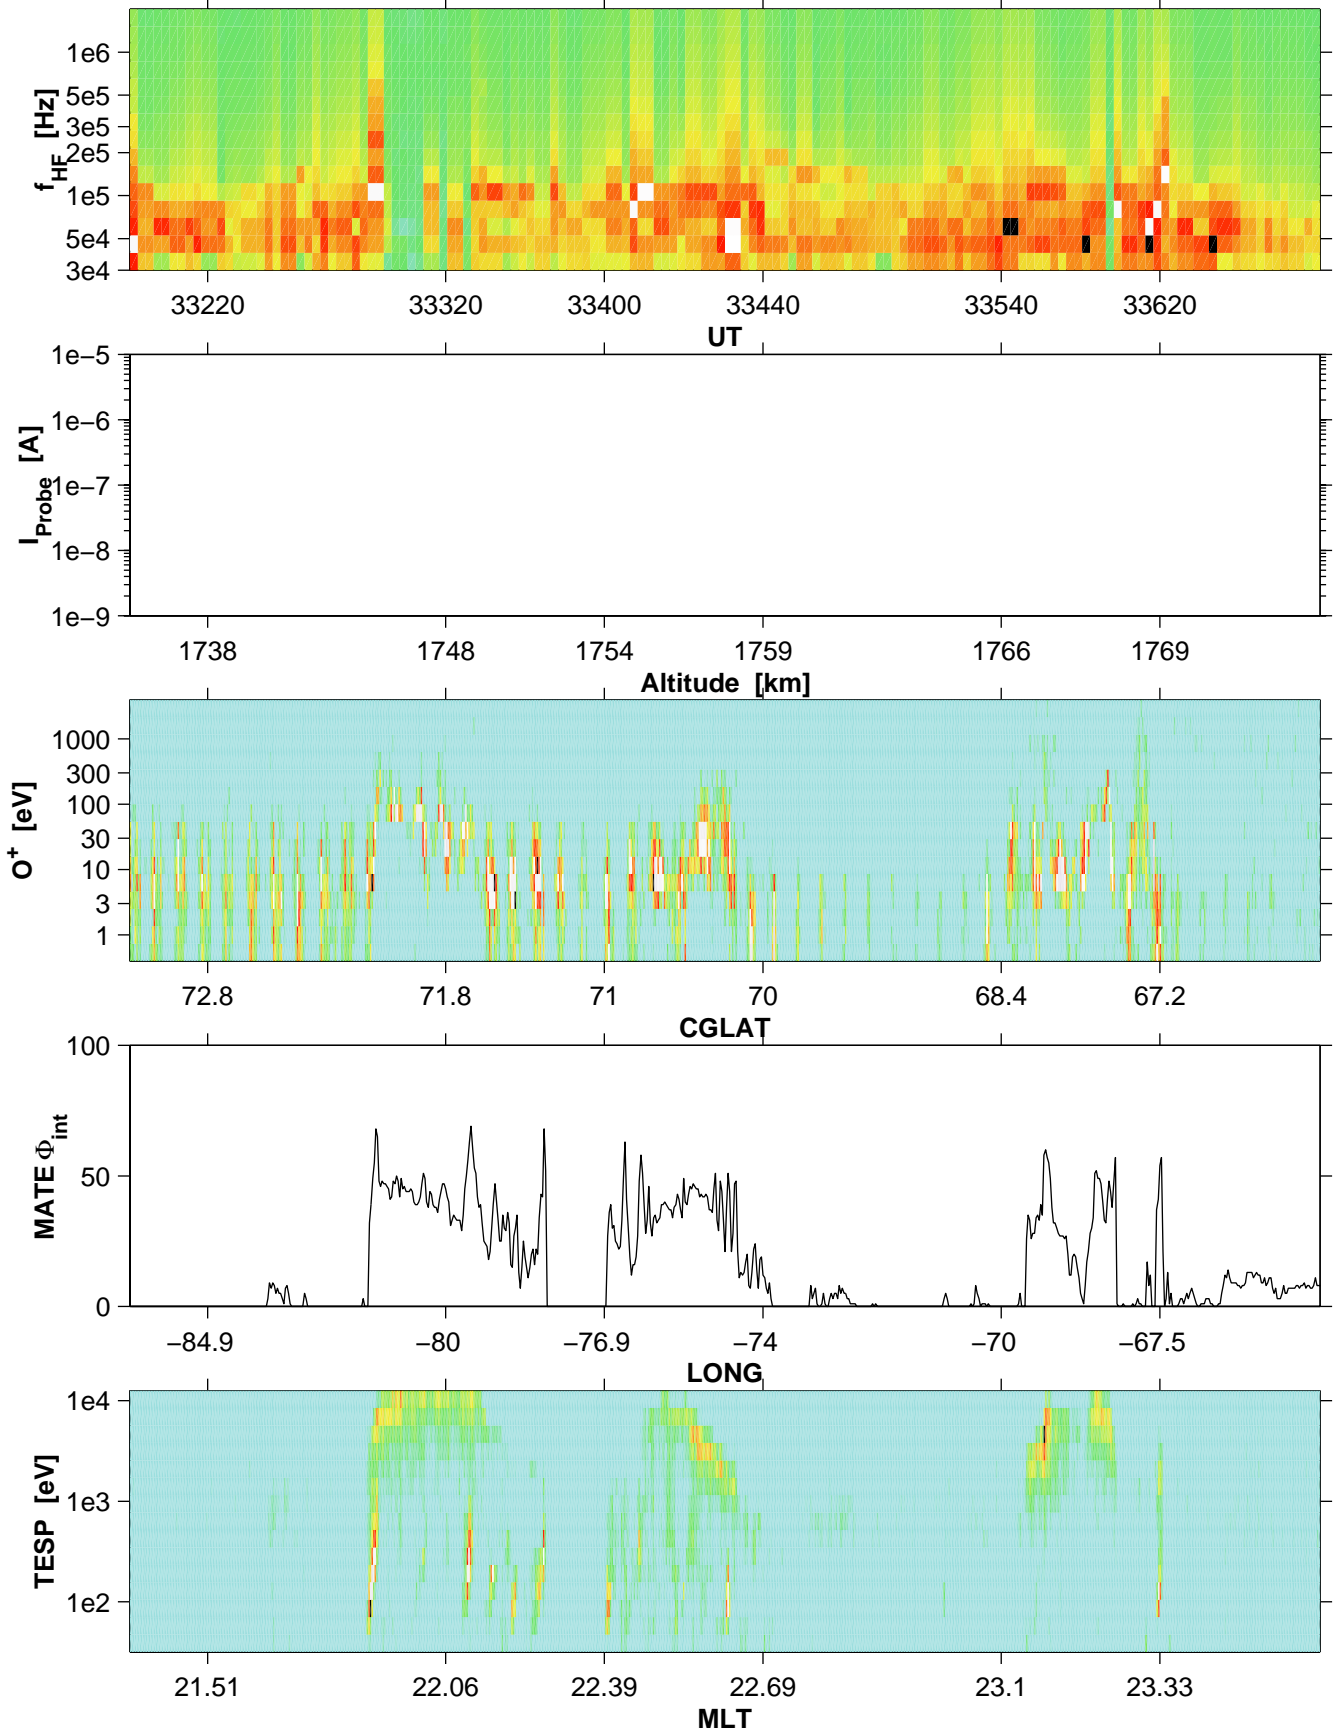 1e6
5e5
3e5
2e5
1e5
5e4
3e4
f_HF [Hz]
33220 33320 33400 33440 33540 33620
UT
1e−5
1e−6
1e−7
1e−8
1e−9
I_Probe [A]
1738 1748 1754 1759 1766 1769
Altitude [km]
1000
300
100
30
10
3
1
O⁺ [eV]
72.8 71.8 71 70 68.4 67.2
CGLAT
100
50
0
MATE Φ_int
−84.9 −80 −76.9 −74 −70 −67.5
LONG
1e4
1e3
1e2
TESP [eV]
21.51 22.06 22.39 22.69 23.1 23.33
MLT